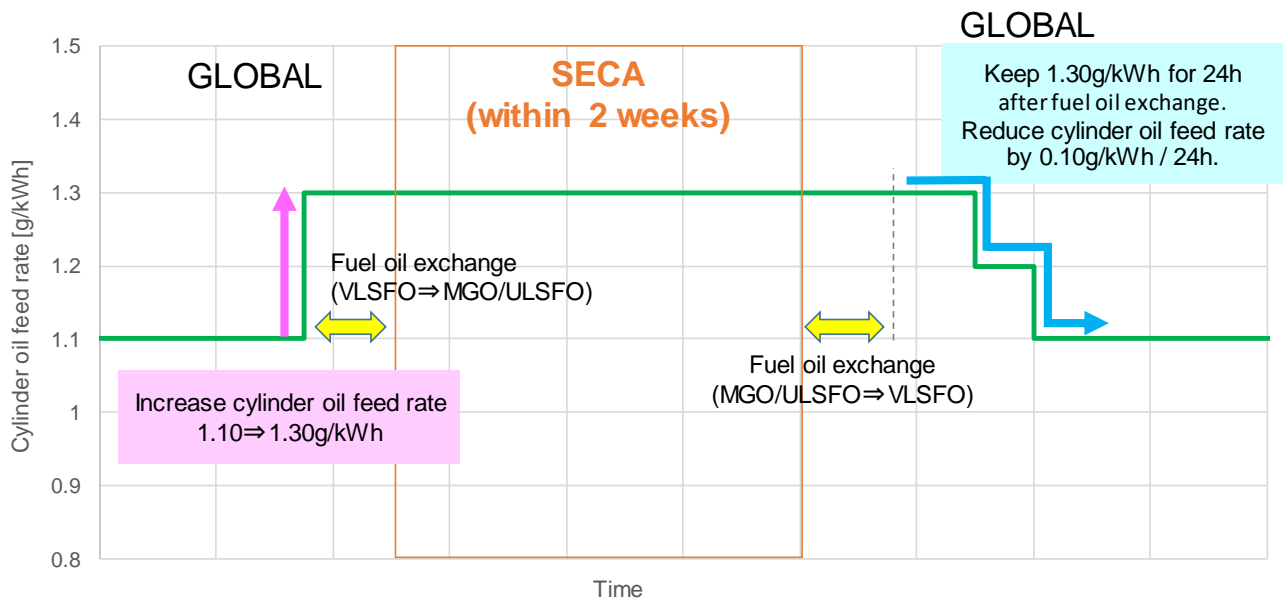 GLOBAL
GLOBAL
SECA
(within 2 weeks)
Keep 1.30g/kWh for 24h
after fuel oil exchange.
Reduce cylinder oil feed rate
by 0.10g/kWh / 24h.
Fuel oil exchange
(VLSFO⇒MGO/ULSFO)
Fuel oil exchange
(MGO/ULSFO⇒VLSFO)
Increase cylinder oil feed rate
1.10⇒1.30g/kWh
Cylinder oil feed rate [g/kWh]
1.5
1.4
1.3
1.2
1.1
1
0.9
0.8
Time